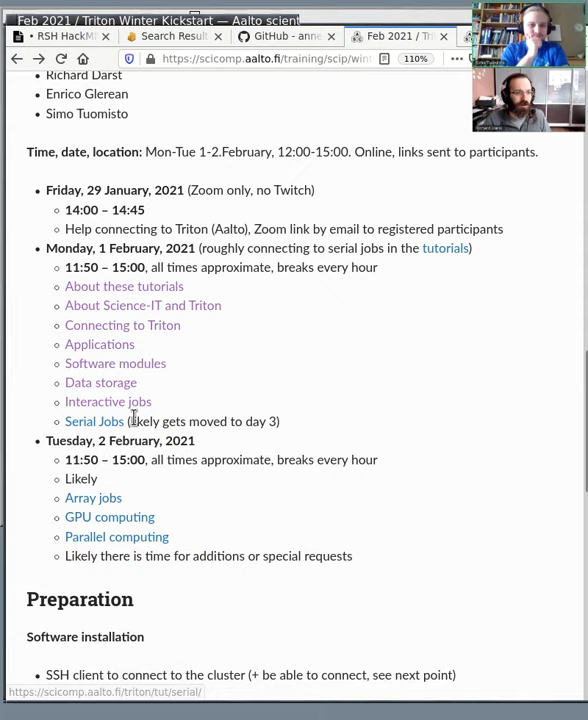 Feb 2021 / Triton Winter Kickstart — Aalto scient
RSH HackM
Search Result
GitHub - anne
Feb 2021 / Tri
https://scicomp.aalto.fi/training/scip/wint
110%
Richard Darst
Enrico Glerean
Simo Tuomisto
Time, date, location: Mon-Tue 1-2.February, 12:00-15:00. Online, links sent to participants.
Friday, 29 January, 2021 (Zoom only, no Twitch)
14:00 – 14:45
Help connecting to Triton (Aalto), Zoom link by email to registered participants
Monday, 1 February, 2021 (roughly connecting to serial jobs in the tutorials)
11:50 – 15:00, all times approximate, breaks every hour
About these tutorials
About Science-IT and Triton
Connecting to Triton
Applications
Software modules
Data storage
Interactive jobs
Serial Jobs (likely gets moved to day 3)
Tuesday, 2 February, 2021
11:50 – 15:00, all times approximate, breaks every hour
Likely
Array jobs
GPU computing
Parallel computing
Likely there is time for additions or special requests
Preparation
Software installation
SSH client to connect to the cluster (+ be able to connect, see next point)
https://scicomp.aalto.fi/triton/tut/serial/